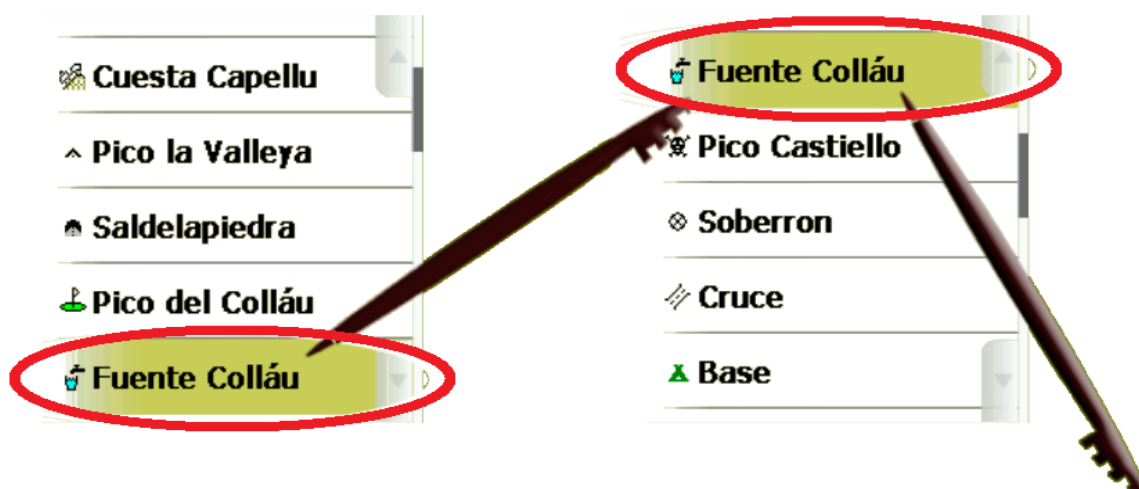 Cuesta Capellu
Pico la Valleya
Saldelapiedra
Pico del Colláu
Fuente Colláu
Fuente Colláu
Pico Castiello
Soberron
Cruce
Base